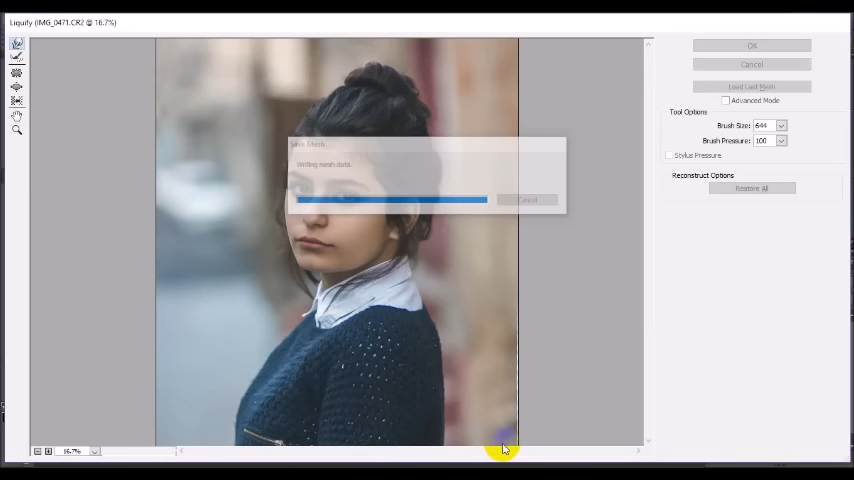 Liquify (IMG_0471.CR2 @ 16.7%)
OK
Cancel
Load Last Mesh
Advanced Mode
Tool Options
Brush Size: 644
Brush Pressure: 100
Stylus Pressure
Reconstruct Options
Restore All
Save Mesh
Writing mesh data.
Cancel
16.7%